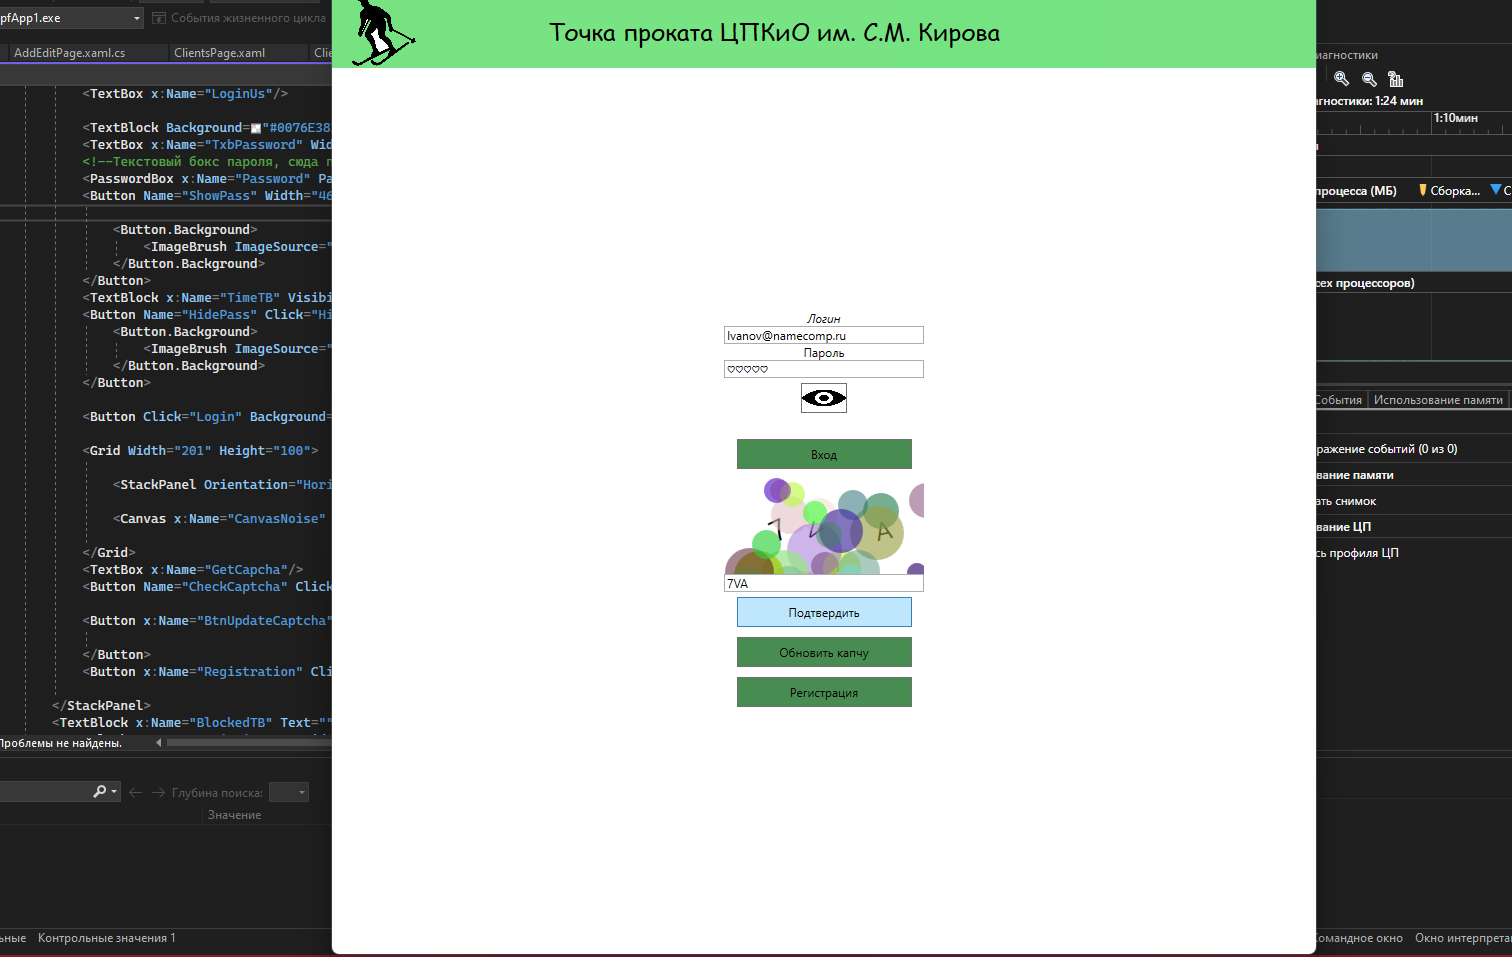 pfApp1.exe
События жизненного цикла
AddEditPage.xaml.cs
ClientsPage.xaml
Clie
<TextBox x:Name="LoginUs"/>
<TextBlock Background="#0076E38
<TextBox x:Name="TxbPassword" Wid
<!--Текстовый бокс пароля, сюда п
<PasswordBox x:Name="Password" Pa
<Button Name="ShowPass" Width="46
<Button.Background>
<ImageBrush ImageSource="
</Button.Background>
</Button>
<TextBlock x:Name="TimeTB" Visibi
<Button Name="HidePass" Click="Hi
<Button.Background>
<ImageBrush ImageSource="
</Button.Background>
</Button>
<Button Click="Login" Background=
<Grid Width="201" Height="100">
<StackPanel Orientation="Hori
<Canvas x:Name="CanvasNoise"
</Grid>
<TextBox x:Name="GetCapcha"/>
<Button Name="CheckCaptcha" Click
<Button x:Name="BtnUpdateCaptcha"
</Button>
<Button x:Name="Registration" Cli
</StackPanel>
<TextBlock x:Name="BlockedTB" Text=""
Проблемы не найдены.
Глубина поиска:
Значение
ьные
Контрольные значения 1
Точка проката ЦПКиО им. С.М. Кирова
Логин
Ivanov@namecomp.ru
Пароль
♡♡♡♡♡
Вход
7 И А
7VA
Подтвердить
Обновить капчу
Регистрация
иагностики
гностики: 1:24 мин
1:10мин
процесса (МБ)
Сборка...
С
сех процессоров)
События
Использование памяти
ражение событий (0 из 0)
вание памяти
ать снимок
вание ЦП
сь профиля ЦП
Командное окно
Окно интерпрета